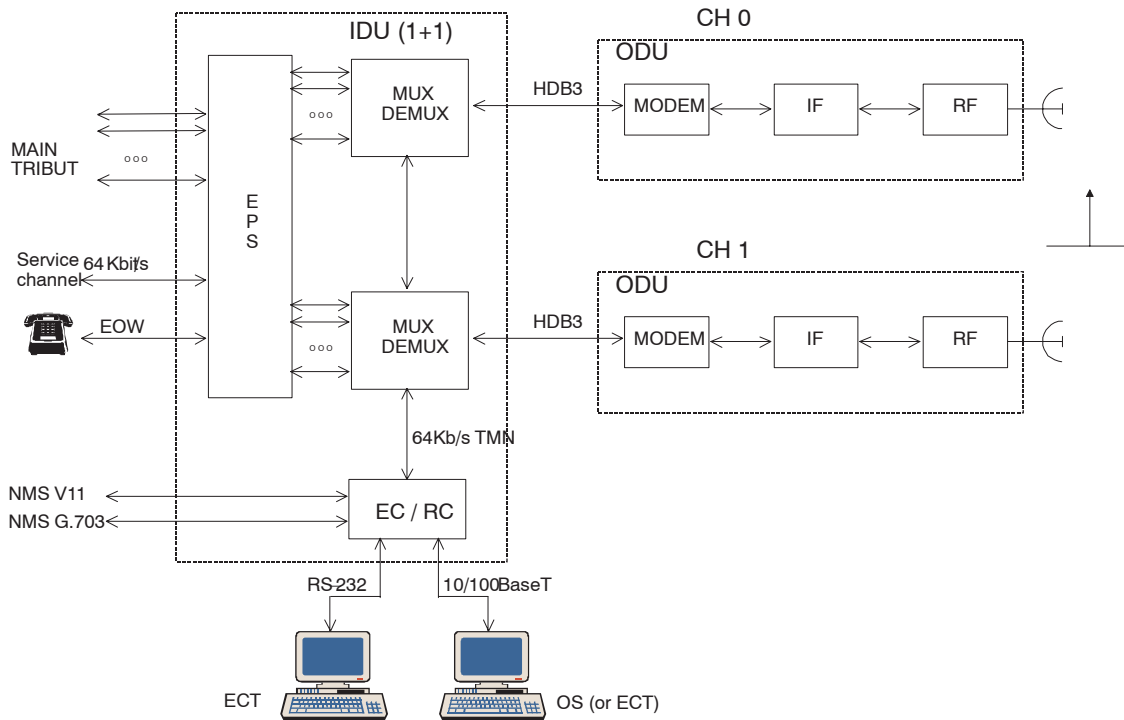 IDU (1+1)
CH 0
ODU
MUX
DEMUX
HDB3
MODEM
IF
RF
MAIN
TRIBUT
ooo
ooo
E
P
S
CH 1
Service
channel
64 Kbit/s
ODU
EOW
MUX
DEMUX
HDB3
MODEM
IF
RF
ooo
64Kb/s TMN
NMS V11
NMS G.703
EC / RC
RS-232
10/100BaseT
ECT
OS (or ECT)